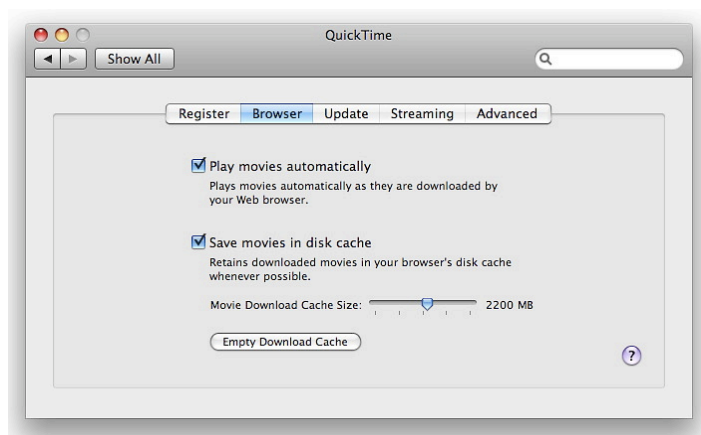 QuickTime
Show All
Register Browser Update Streaming Advanced
Play movies automatically
Plays movies automatically as they are downloaded by
your Web browser.
Save movies in disk cache
Retains downloaded movies in your browser's disk cache
whenever possible.
Movie Download Cache Size: 2200 MB
Empty Download Cache
?